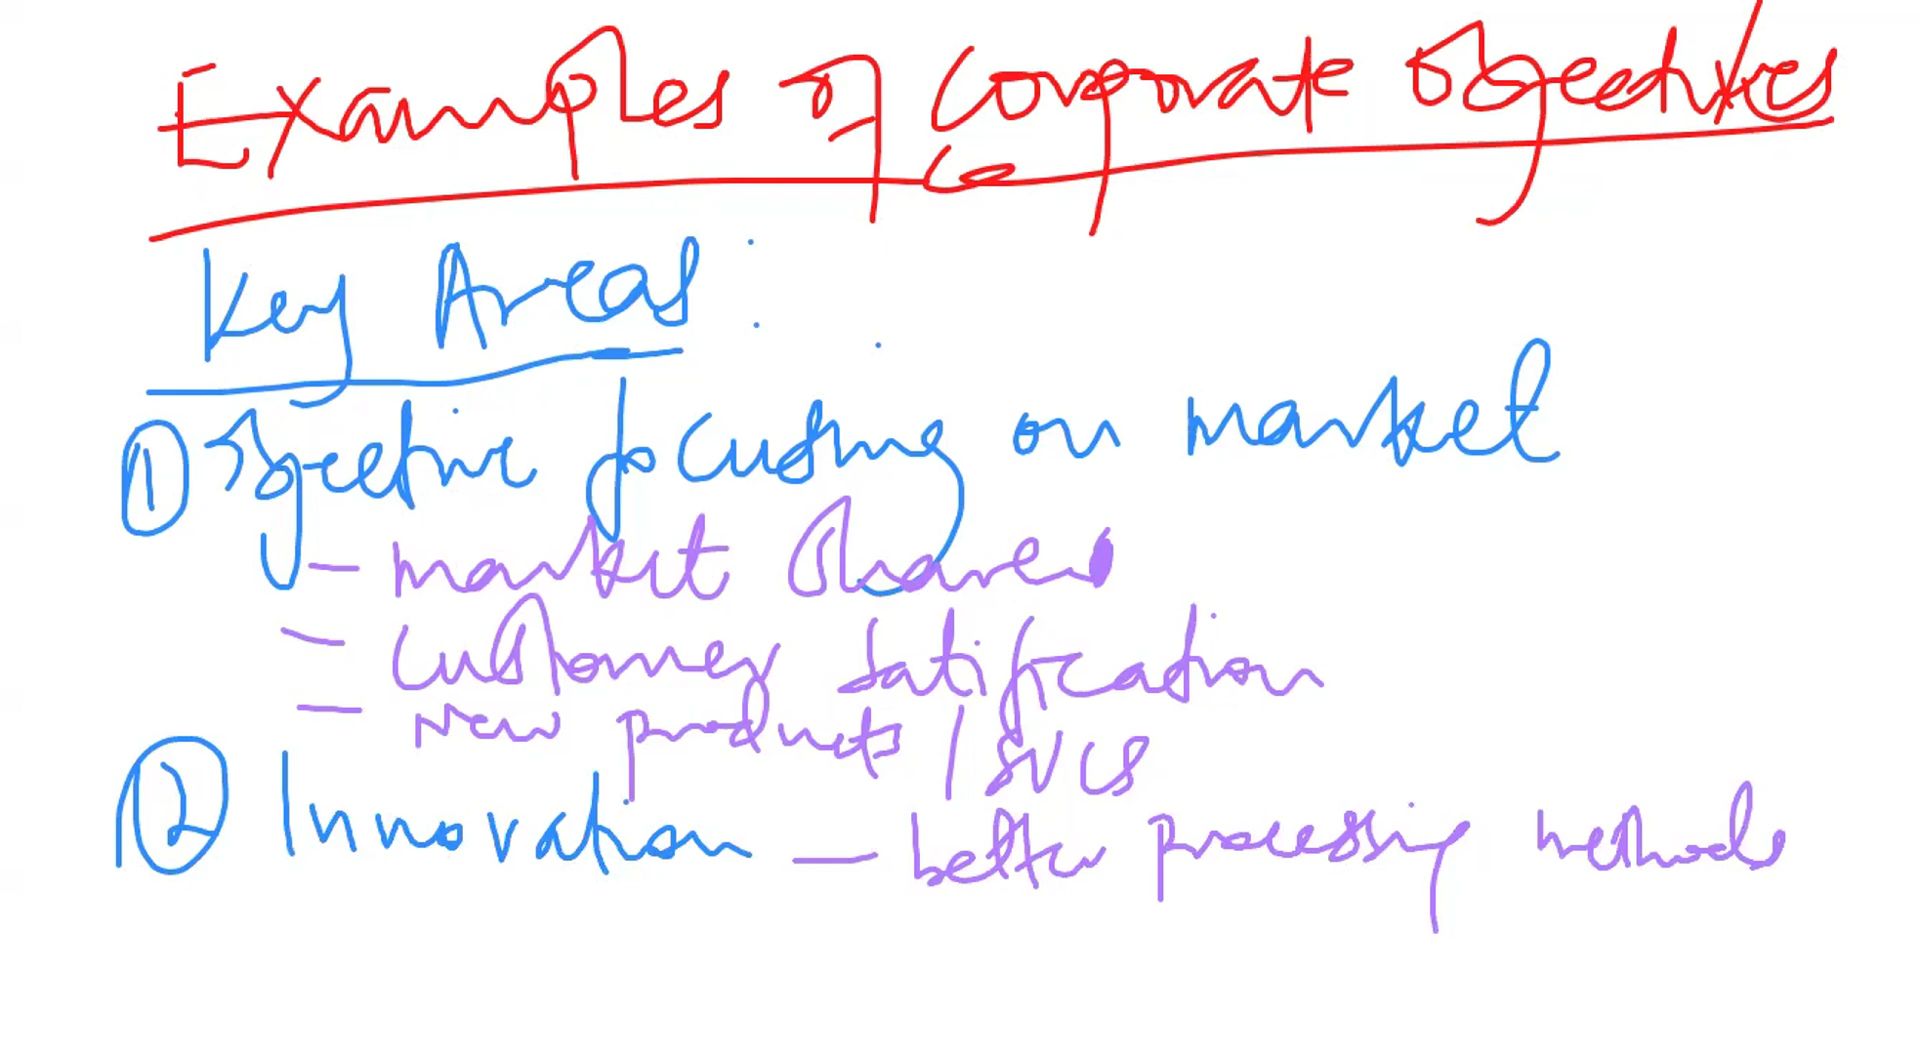 Examples of Corporate Objectives
Key Areas :
① Objective focusing on market
- market share
- Customer Satification
- New products / SVCS
② Innovation - better processing methods